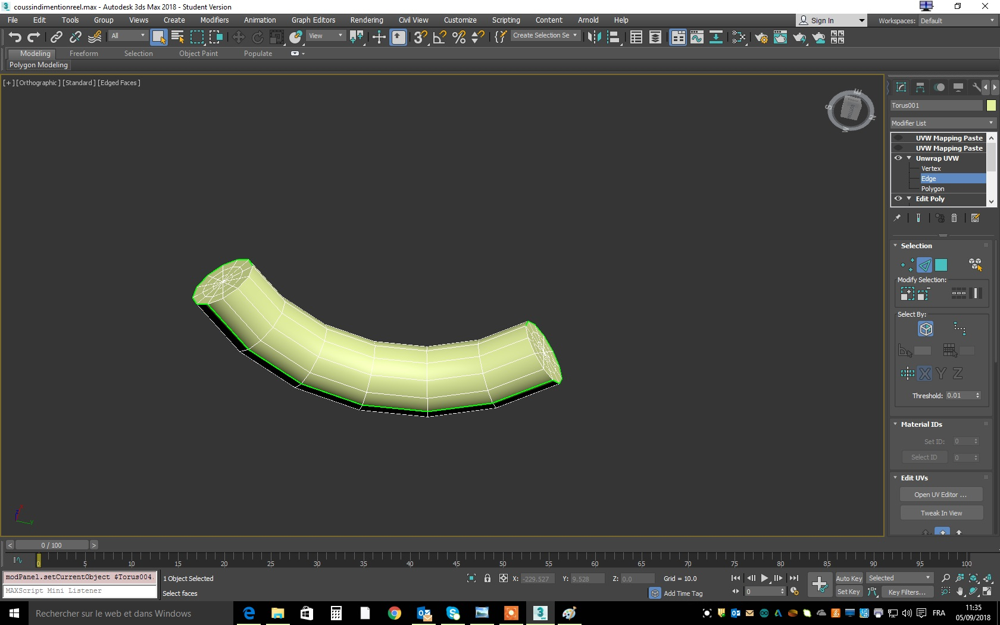 coussindimentionreel.max - Autodesk 3ds Max 2018 - Student Version
File Edit Tools Group Views Create Modifiers Animation Graph Editors Rendering Civil View Customize Scripting Content Arnold Help
Sign In
Workspaces: Default
All
View
Create Selection Se
Modeling Freeform Selection Object Paint Populate
Polygon Modeling
[+] [Orthographic] [Standard] [Edged Faces]
Torus001
Modifier List
UVW Mapping Paste
UVW Mapping Paste
Unwrap UVW
Vertex
Edge
Polygon
Edit Poly
Selection
Modify Selection:
Select By:
X Y Z
Threshold: 0.01
Material IDs
Set ID: 0
Select ID 0
Edit UVs
Open UV Editor ...
Tweak In View
0 / 100
0 5 10 15 20 25 30 35 40 45 50 55 60 65 70 75 80 85 90 95 100
modPanel.setCurrentObject $Torus004.
MAXScript Mini Listener
1 Object Selected
Select faces
X: -229.527 Y: 9.528 Z: 0.0 Grid = 10.0
Add Time Tag
0
Auto Key Selected
Set Key Key Filters...
Rechercher sur le web et dans Windows
FRA
11:35
05/09/2018